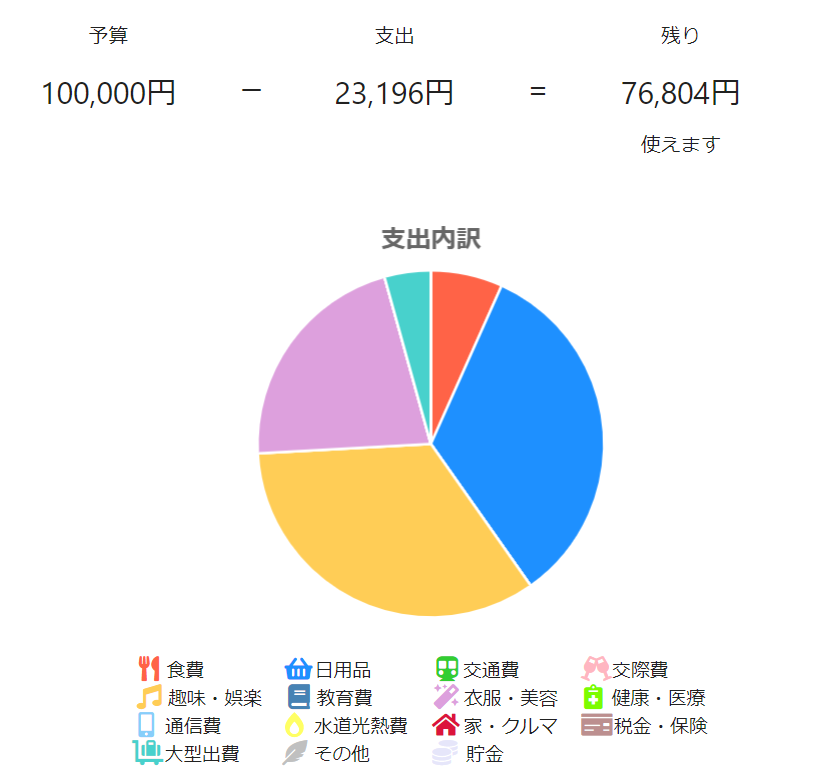 予算 支出 残り
100,000円 － 23,196円 = 76,804円
使えます
支出内訳
食費 日用品 交通費 交際費
趣味・娯楽 教育費 衣服・美容 健康・医療
通信費 水道光熱費 家・クルマ 税金・保険
大型出費 その他 貯金